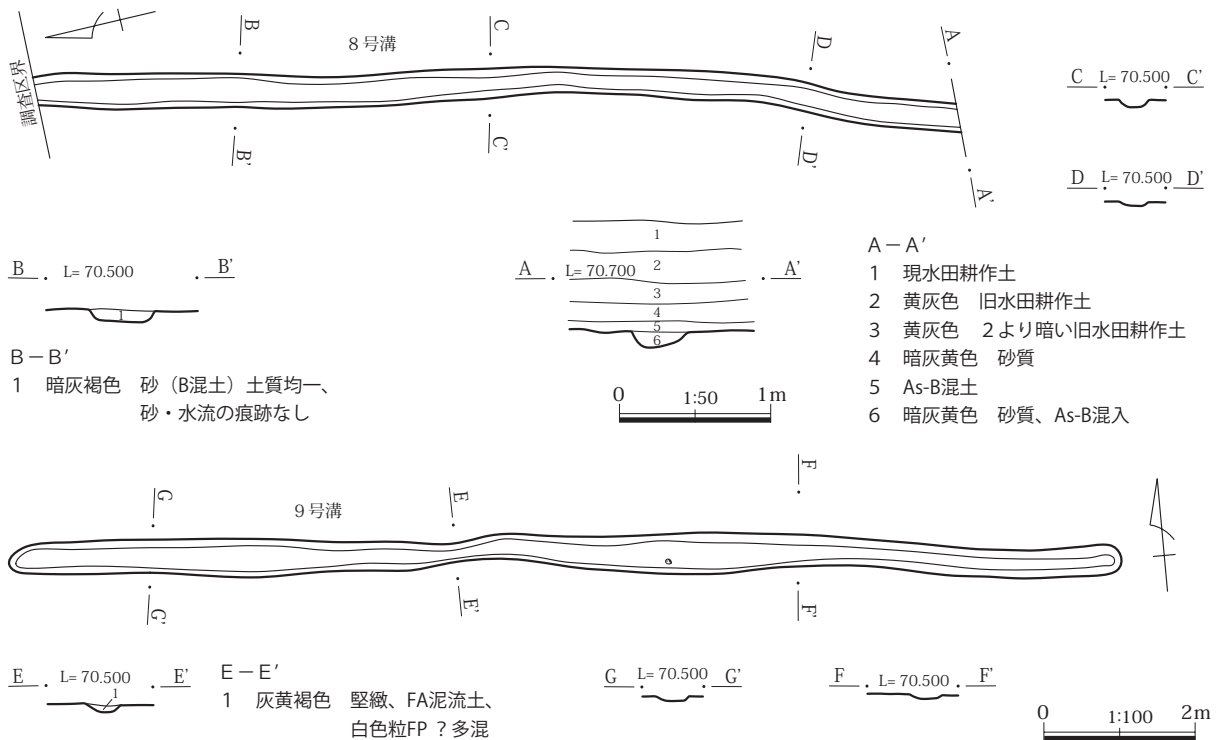 B
8号溝
C
D
A
調査区界
B'
C'
D'
A'
C L= 70.500 C'
D L= 70.500 D'
B L= 70.500 B'
1
B－B'
1 暗灰褐色 砂（B混土）土質均一、
砂・水流の痕跡なし
1
2
A L= 70.700 A'
3
4
5
6
0 1:50 1m
A－A'
1 現水田耕作土
2 黄灰色 旧水田耕作土
3 黄灰色 2より暗い旧水田耕作土
4 暗灰黄色 砂質
5 As-B混土
6 暗灰黄色 砂質、As-B混入
G
9号溝
E
F
G'
E'
F'
E L= 70.500 E'
1
E－E'
1 灰黄褐色 堅緻、FA泥流土、
白色粒FP ？多混
G L= 70.500 G'
F L= 70.500 F'
0 1:100 2m